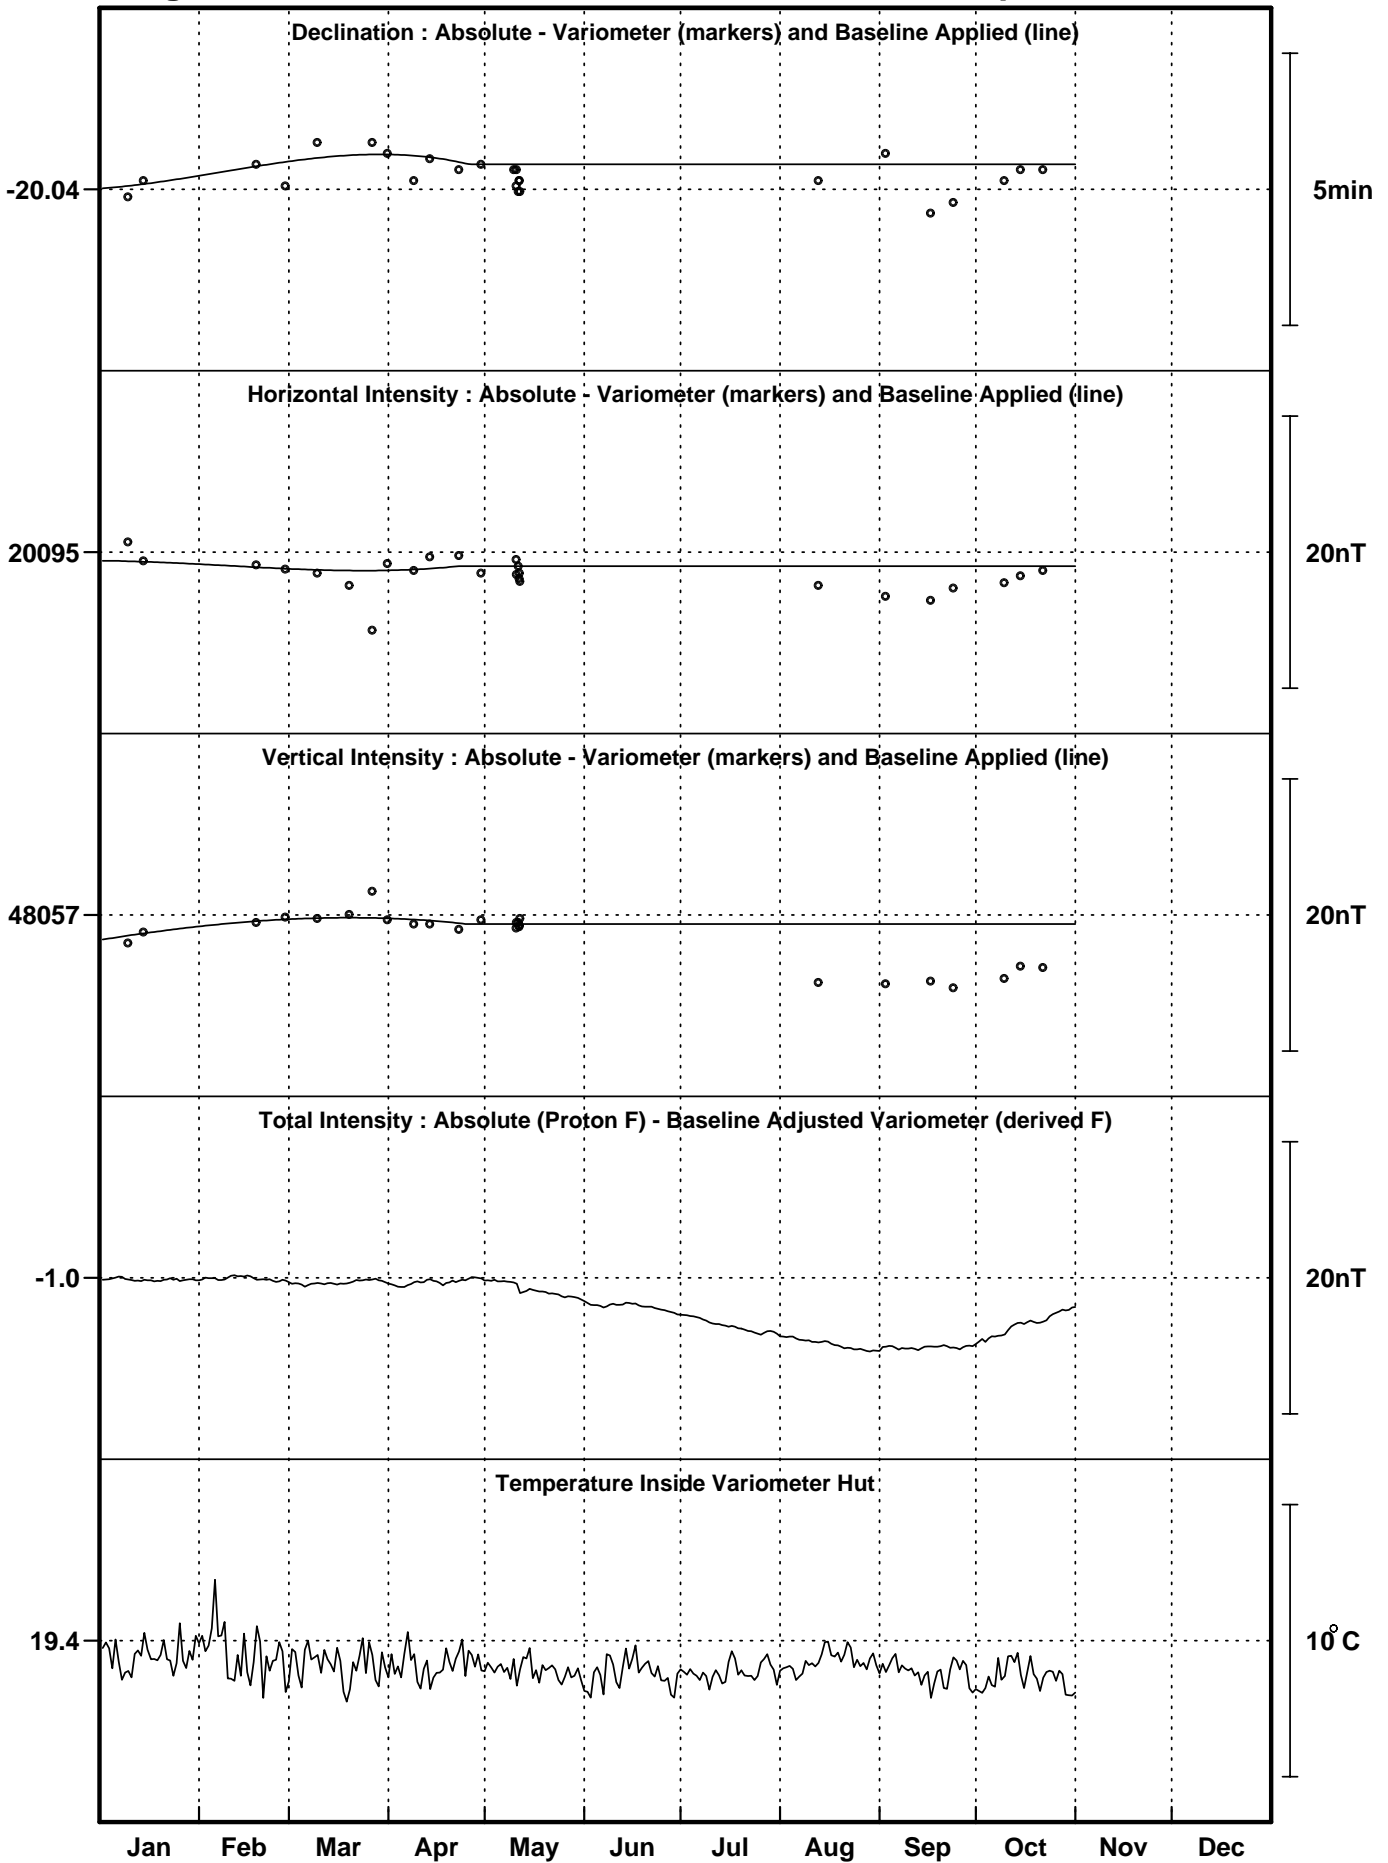 Declination : Absolute - Variometer (markers) and Baseline Applied (line)
-20.04
5min
Horizontal Intensity : Absolute - Variometer (markers) and Baseline Applied (line)
20095
20nT
Vertical Intensity : Absolute - Variometer (markers) and Baseline Applied (line)
48057
20nT
Total Intensity : Absolute (Proton F) - Baseline Adjusted Variometer (derived F)
-1.0
20nT
Temperature Inside Variometer Hut
19.4
10°C
Jan Feb Mar Apr May Jun Jul Aug Sep Oct Nov Dec